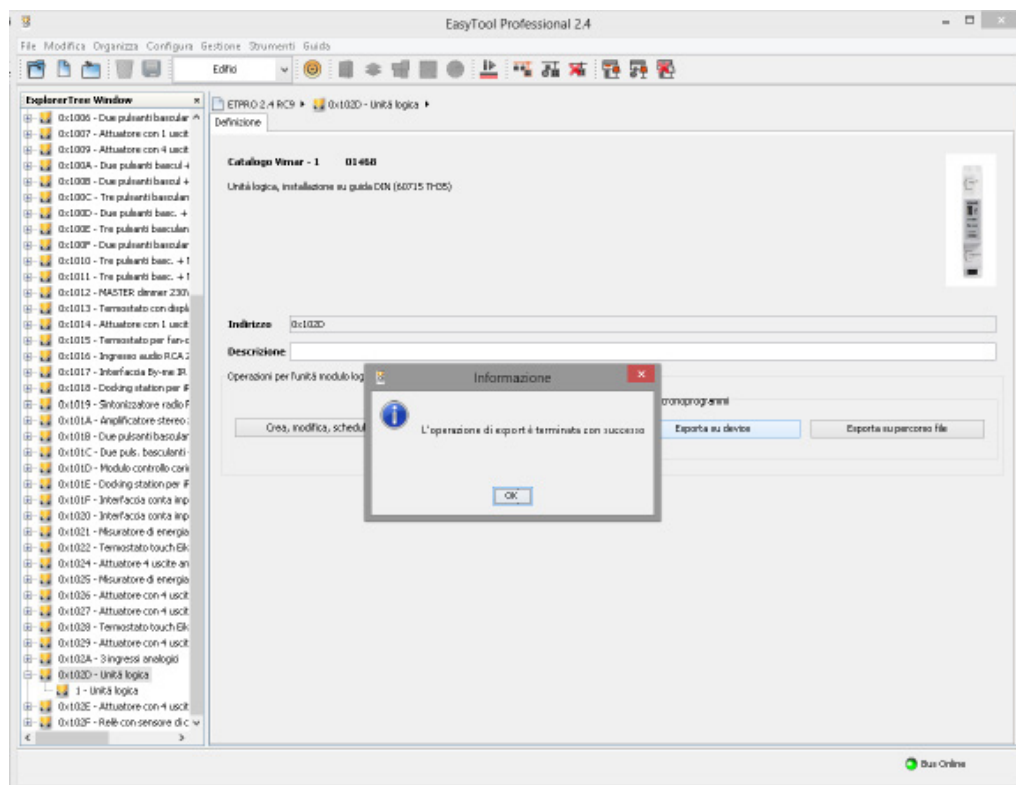 EasyTool Professional 2.4
File Modifica Organizza Configura Gestione Strumenti Guida
Edifici
ExplorerTree Window
0x1006 - Due pulsanti bascular
0x1007 - Attuatore con 1 uscit
0x1009 - Attuatore con 4 uscit
0x100A - Due pulsanti bascul +
0x100B - Due pulsanti bascul +
0x100C - Tre pulsanti basculan
0x100D - Due pulsanti basc. +
0x100E - Tre pulsanti basculan
0x100F - Due pulsanti bascular
0x1010 - Tre pulsanti basc. + 1
0x1011 - Tre pulsanti basc. + 1
0x1012 - MASTER dimmer 230V
0x1013 - Termostato con displa
0x1014 - Attuatore con 1 uscit
0x1015 - Termostato per fan-c
0x1016 - Ingresso audio RCA 2
0x1017 - Interfaccia By-me IR
0x1018 - Docking station per iP
0x1019 - Sintonizzatore radio F
0x101A - Amplificatore stereo
0x101B - Due pulsanti bascular
0x101C - Due puls. basculanti
0x101D - Modulo controllo cari
0x101E - Docking station per iP
0x101F - Interfaccia conta imp
0x1020 - Interfaccia conta imp
0x1021 - Misuratore di energia
0x1022 - Termostato touch Eik
0x1024 - Attuatore 4 uscite an
0x1025 - Misuratore di energia
0x1026 - Attuatore con 4 uscit
0x1027 - Attuatore con 4 uscit
0x1028 - Termostato touch Eik
0x1029 - Attuatore con 4 uscit
0x102A - 3 ingressi analogici
0x102D - Unità logica
1 - Unità logica
0x102E - Attuatore con 4 uscit
0x102F - Relè con sensore di c
ETPRO 2.4 RC9 0x102D - Unità logica
Definizione
Catalogo Vimar - 1 01468
Unità logica, installazione su guida DIN (60715 TH35)
Indirizzo 0x102D
Descrizione
Operazioni per l'unità modulo log
cronoprogrammi
Crea, modifica, schedul
Esporta su device
Esporta su percorso file
Informazione
L'operazione di export è terminata con successo
OK
Bus Online